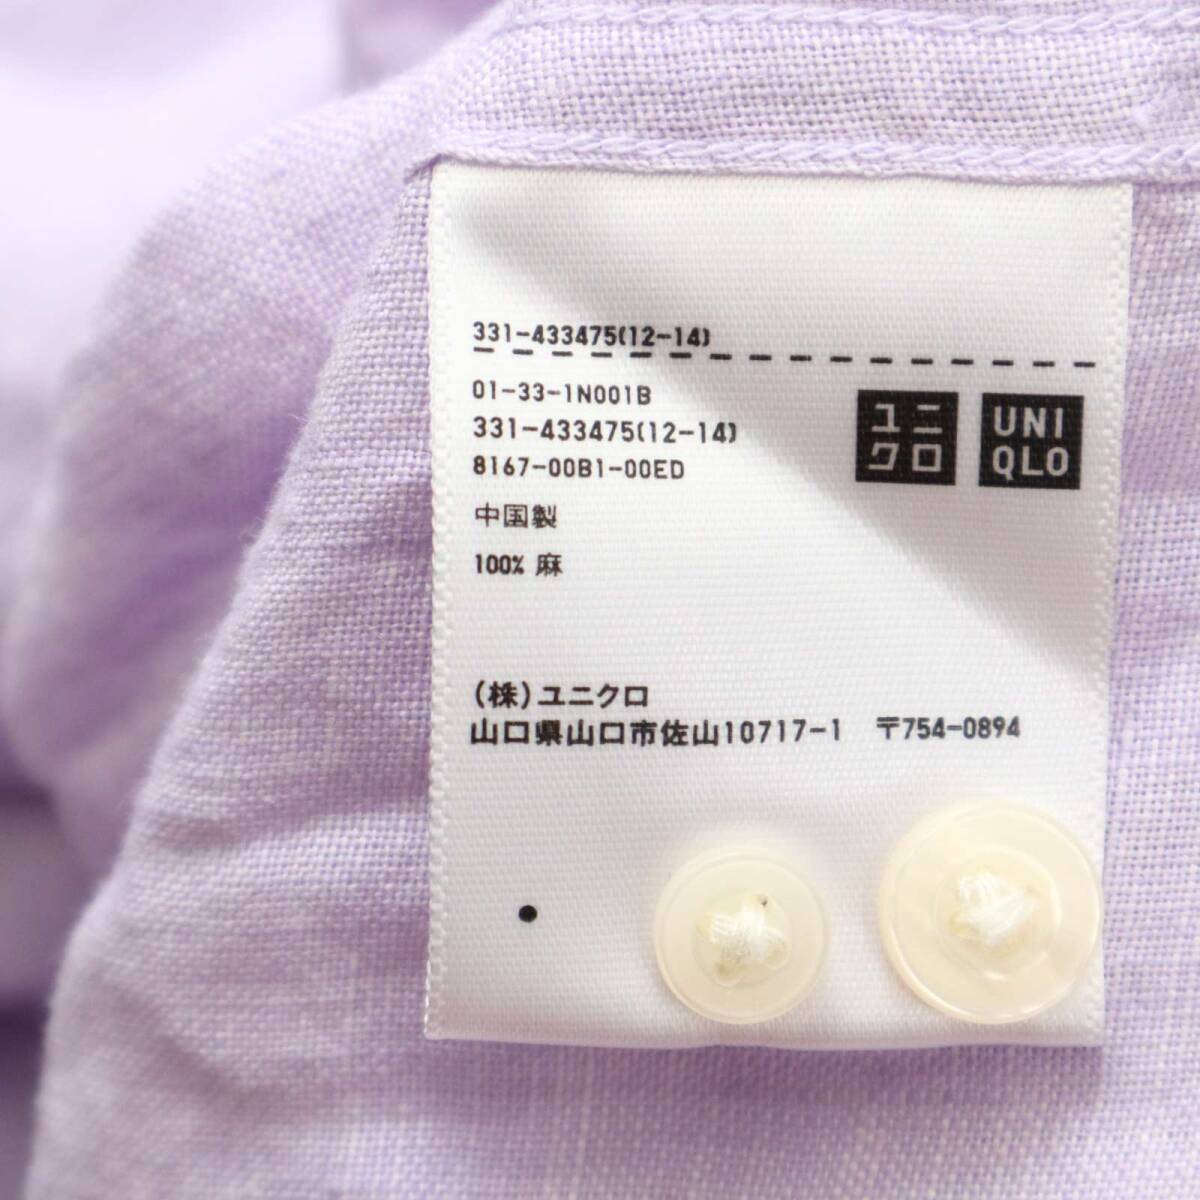 331-433475(12-14)
01-33-1N001B
331-433475(12-14)
8167-00B1-00ED
中国製
100% 麻
ユニ
クロ
UNI
QLO
(株)ユニクロ
山口県山口市佐山10717-1 〒754-0894